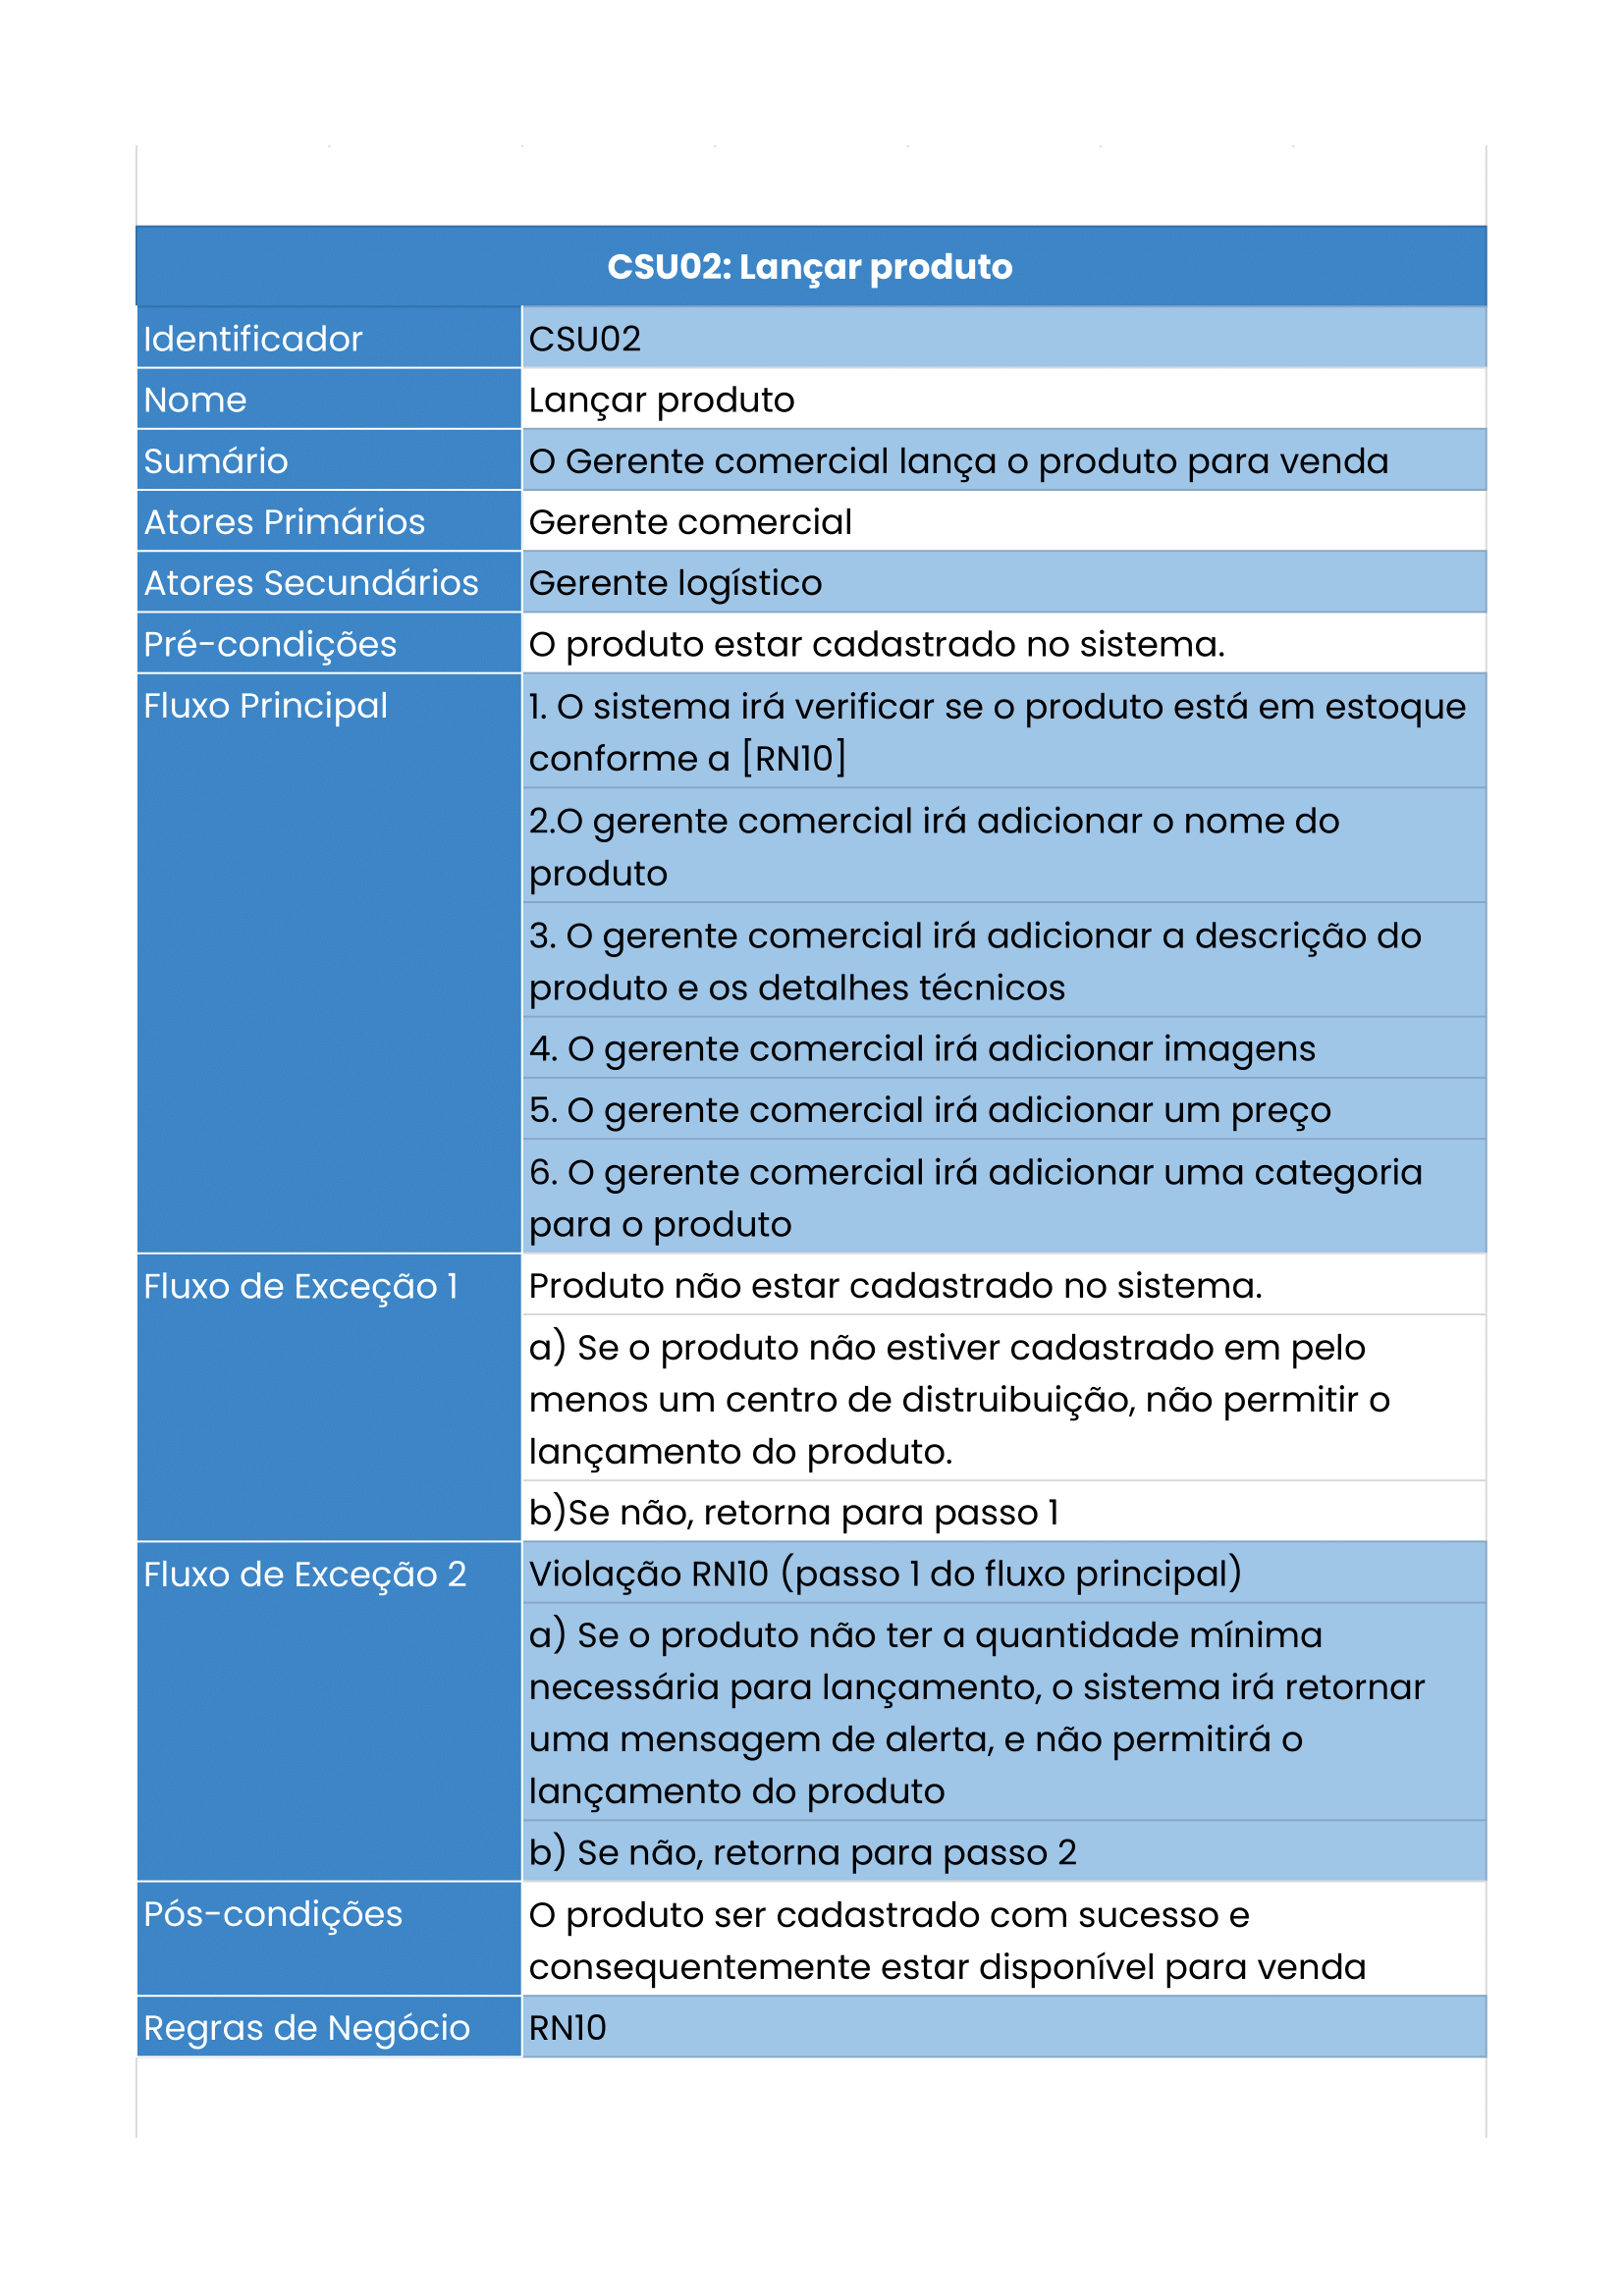 CSU02: Lançar produto
Identificador CSU02
Nome Lançar produto
Sumário O Gerente comercial lança o produto para venda
Atores Primários Gerente comercial
Atores Secundários Gerente logístico
Pré-condições O produto estar cadastrado no sistema.
Fluxo Principal 1. O sistema irá verificar se o produto está em estoque
conforme a [RN10]
2.O gerente comercial irá adicionar o nome do
produto
3. O gerente comercial irá adicionar a descrição do
produto e os detalhes técnicos
4. O gerente comercial irá adicionar imagens
5. O gerente comercial irá adicionar um preço
6. O gerente comercial irá adicionar uma categoria
para o produto
Fluxo de Exceção 1 Produto não estar cadastrado no sistema.
a) Se o produto não estiver cadastrado em pelo
menos um centro de distruibuição, não permitir o
lançamento do produto.
b)Se não, retorna para passo 1
Fluxo de Exceção 2 Violação RN10 (passo 1 do fluxo principal)
a) Se o produto não ter a quantidade mínima
necessária para lançamento, o sistema irá retornar
uma mensagem de alerta, e não permitirá o
lançamento do produto
b) Se não, retorna para passo 2
Pós-condições O produto ser cadastrado com sucesso e
consequentemente estar disponível para venda
Regras de Negócio RN10